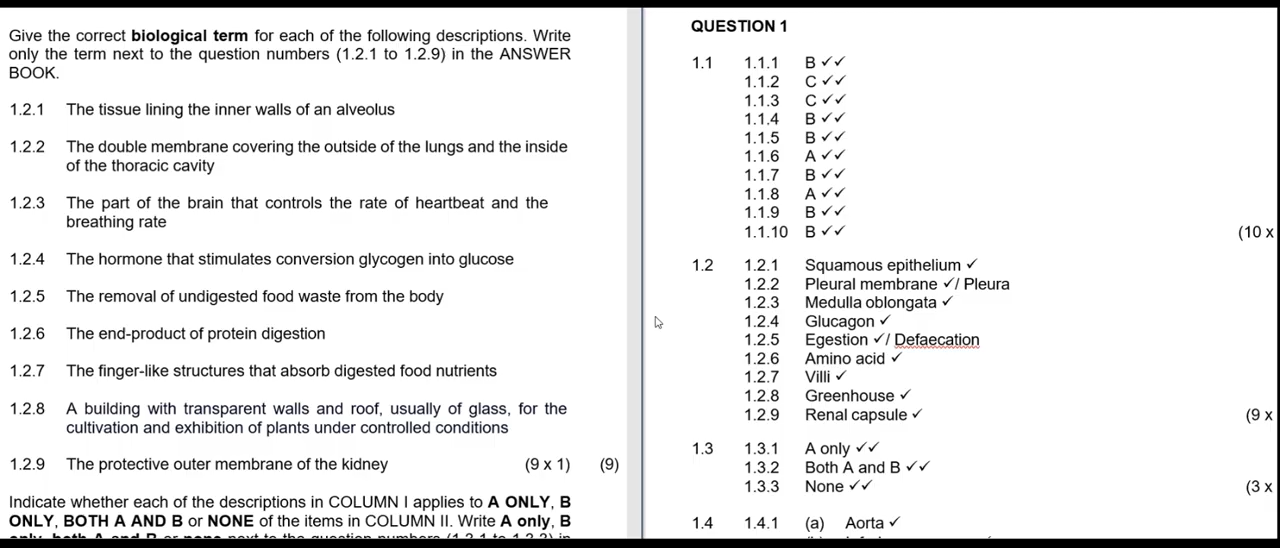 Give the correct biological term for each of the following descriptions. Write
only the term next to the question numbers (1.2.1 to 1.2.9) in the ANSWER
BOOK.
1.2.1 The tissue lining the inner walls of an alveolus
1.2.2 The double membrane covering the outside of the lungs and the inside
of the thoracic cavity
1.2.3 The part of the brain that controls the rate of heartbeat and the
breathing rate
1.2.4 The hormone that stimulates conversion glycogen into glucose
1.2.5 The removal of undigested food waste from the body
1.2.6 The end-product of protein digestion
1.2.7 The finger-like structures that absorb digested food nutrients
1.2.8 A building with transparent walls and roof, usually of glass, for the
cultivation and exhibition of plants under controlled conditions
1.2.9 The protective outer membrane of the kidney (9 x 1) (9)
Indicate whether each of the descriptions in COLUMN I applies to A ONLY, B
ONLY, BOTH A AND B or NONE of the items in COLUMN II. Write A only, B
QUESTION 1
1.1 1.1.1 B ✓✓
1.1.2 C ✓✓
1.1.3 C ✓✓
1.1.4 B ✓✓
1.1.5 B ✓✓
1.1.6 A ✓✓
1.1.7 B ✓✓
1.1.8 A ✓✓
1.1.9 B ✓✓
1.1.10 B ✓✓ (10 x
1.2 1.2.1 Squamous epithelium ✓
1.2.2 Pleural membrane ✓/ Pleura
1.2.3 Medulla oblongata ✓
1.2.4 Glucagon ✓
1.2.5 Egestion ✓/ Defaecation
1.2.6 Amino acid ✓
1.2.7 Villi ✓
1.2.8 Greenhouse ✓
1.2.9 Renal capsule ✓ (9 x
1.3 1.3.1 A only ✓✓
1.3.2 Both A and B ✓✓
1.3.3 None ✓✓ (3 x
1.4 1.4.1 (a) Aorta ✓